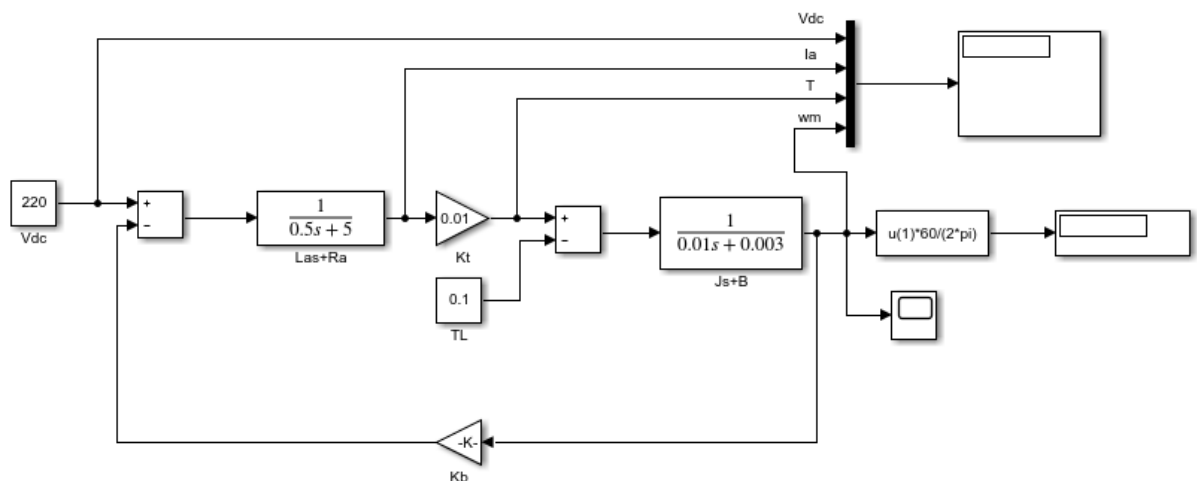 Vdc
Ia
T
wm
220
Vdc
+
−
1
0.5s + 5
Las+Ra
0.01
Kt
+
−
1
0.01s + 0.003
Js+B
u(1)*60/(2*pi)
0.1
TL
-K-
Kb